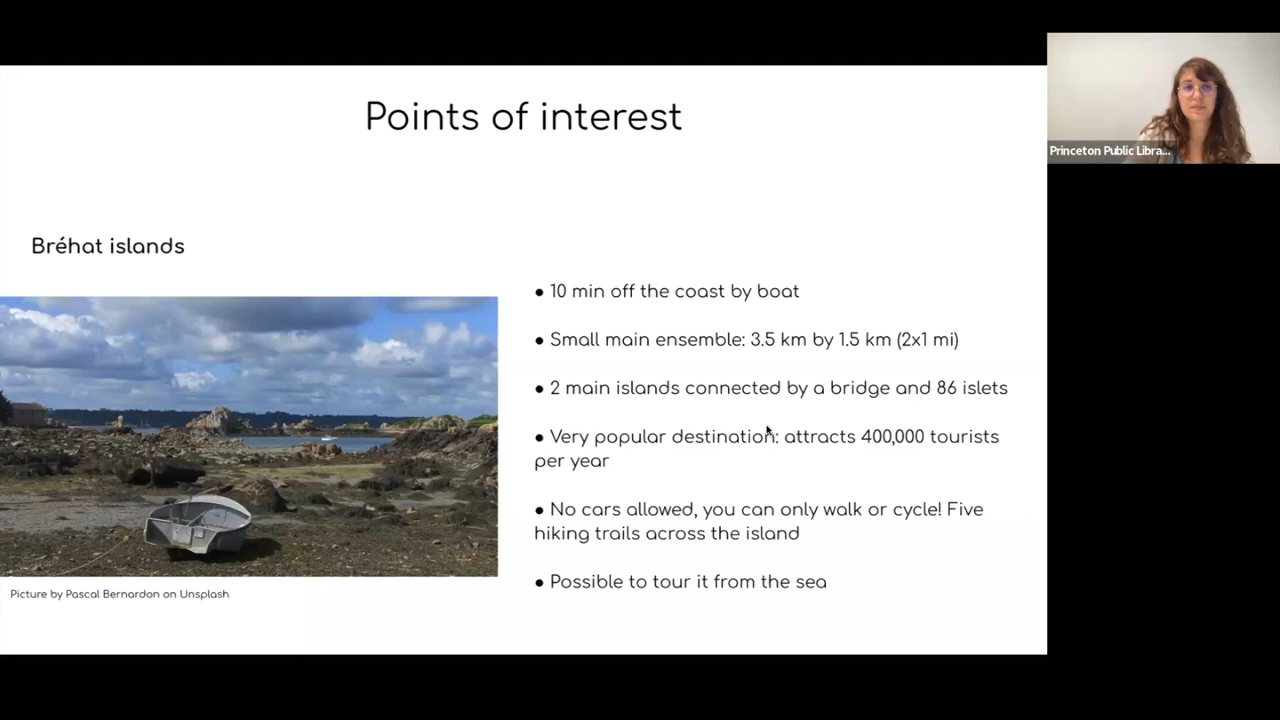 Points of interest
Bréhat islands
● 10 min off the coast by boat
● Small main ensemble: 3.5 km by 1.5 km (2x1 mi)
● 2 main islands connected by a bridge and 86 islets
● Very popular destination: attracts 400,000 tourists
per year
● No cars allowed, you can only walk or cycle! Five
hiking trails across the island
● Possible to tour it from the sea
Picture by Pascal Bernardon on Unsplash
Princeton Public Libra...